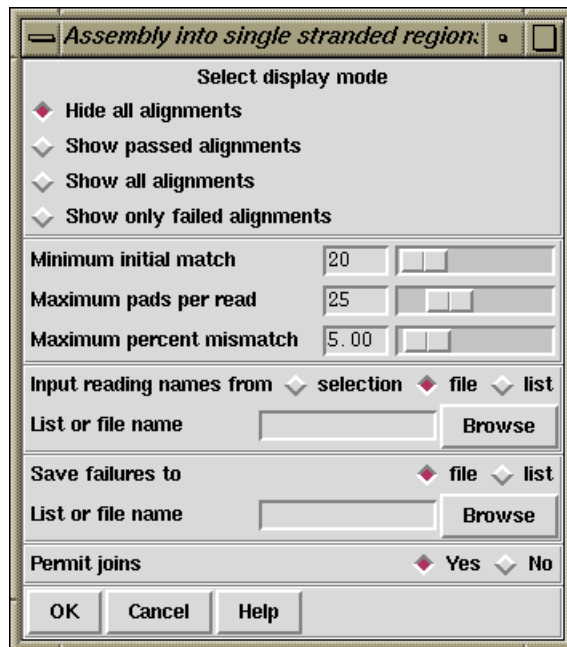 Assembly into single stranded region:
Select display mode
Hide all alignments
Show passed alignments
Show all alignments
Show only failed alignments
Minimum initial match 20
Maximum pads per read 25
Maximum percent mismatch 5.00
Input reading names from selection file list
List or file name Browse
Save failures to file list
List or file name Browse
Permit joins Yes No
OK Cancel Help